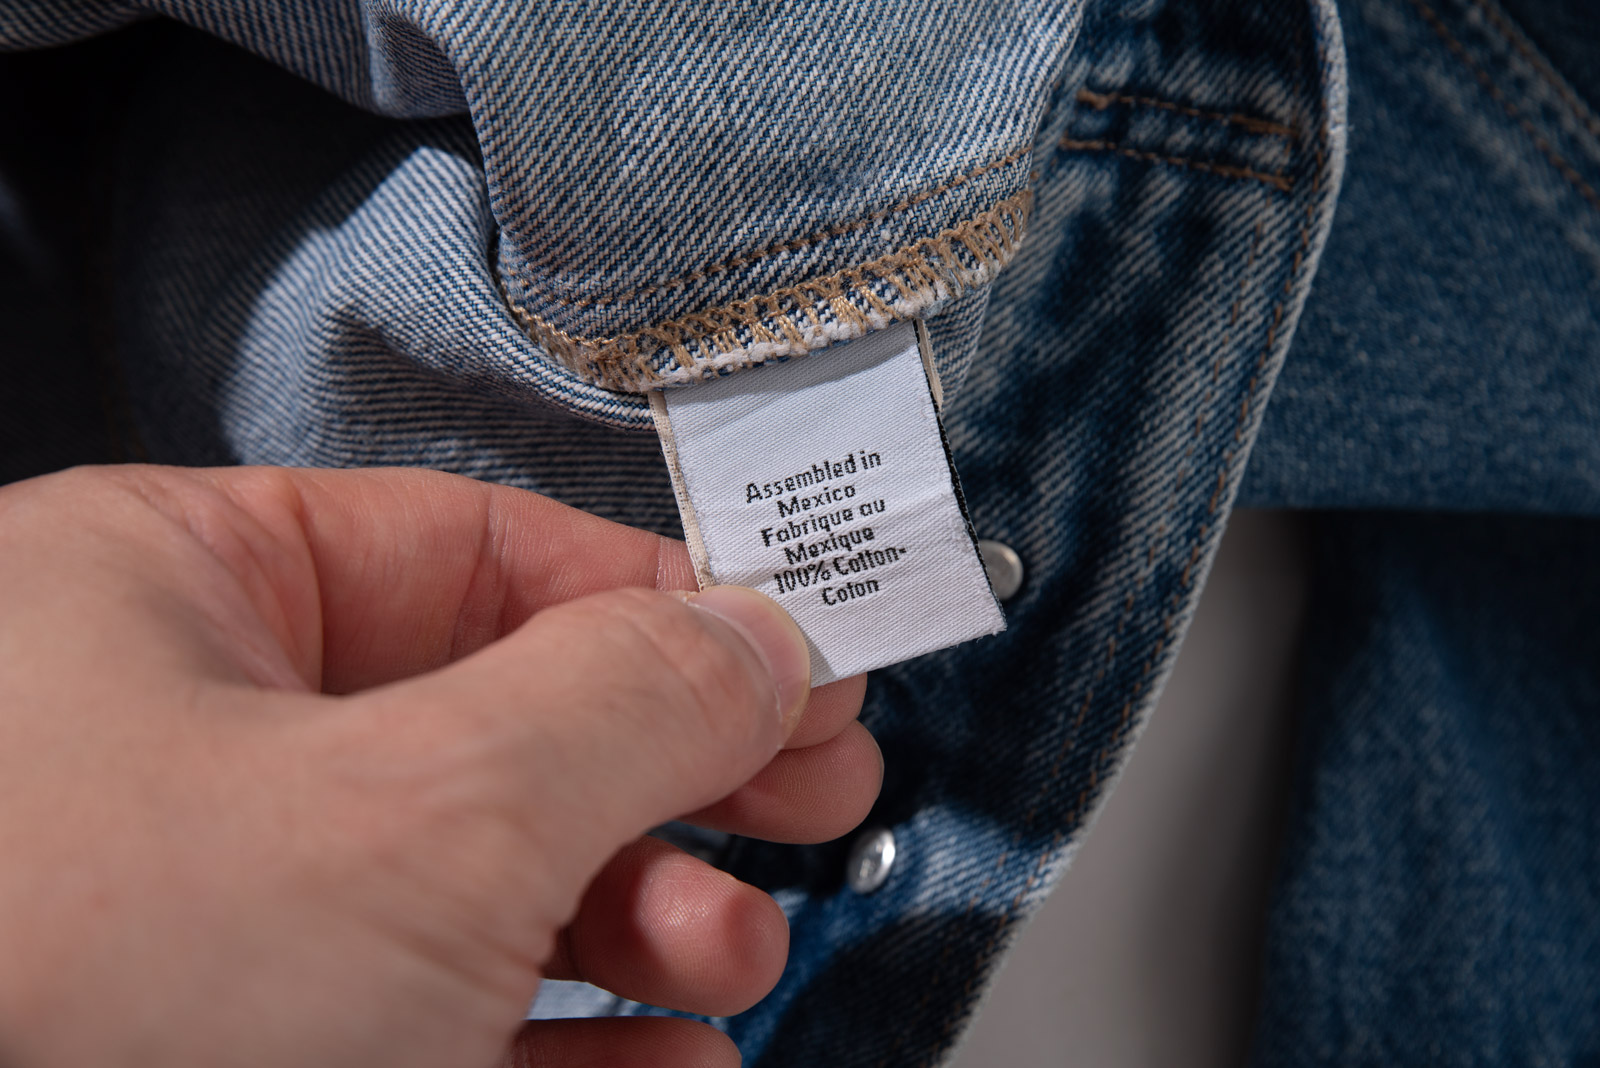 Assembled in
Mexico
Fabrique au
Mexique
100% Cotton-
Coton